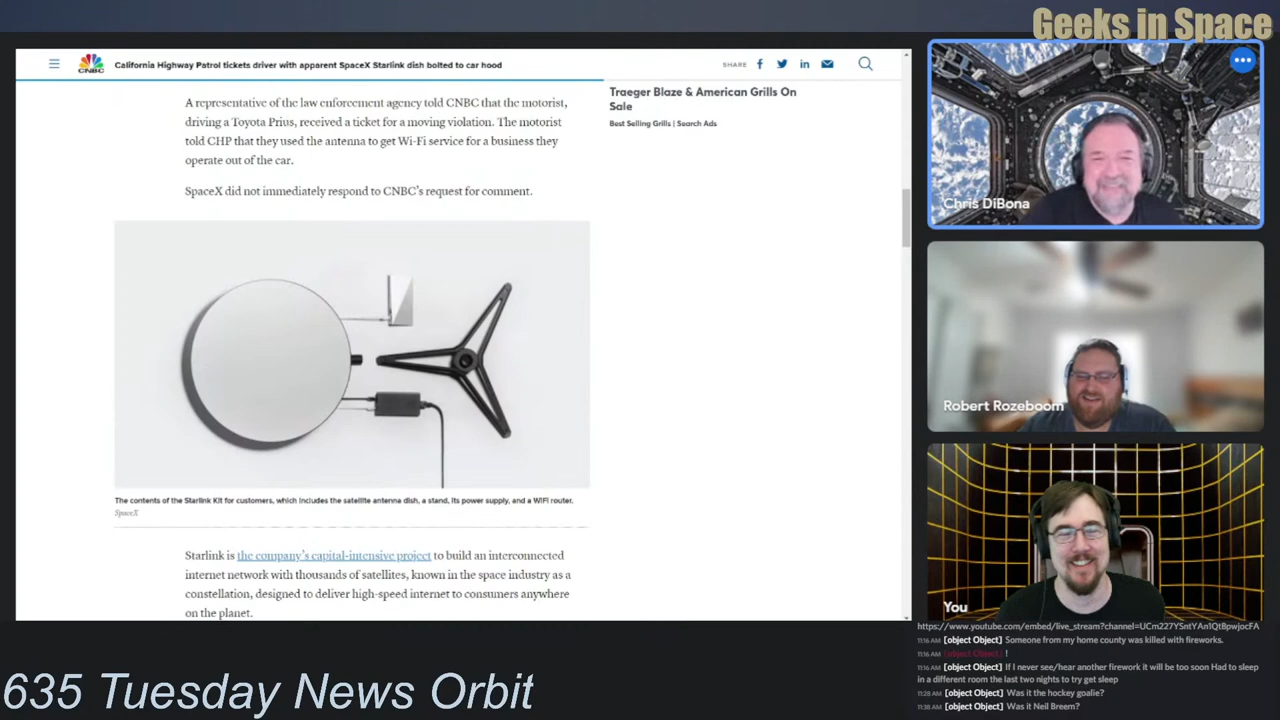 Geeks in Space
CNBC
California Highway Patrol tickets driver with apparent SpaceX Starlink dish bolted to car hood
SHARE
A representative of the law enforcement agency told CNBC that the motorist,
driving a Toyota Prius, received a ticket for a moving violation. The motorist
told CHP that they used the antenna to get Wi-Fi service for a business they
operate out of the car.
SpaceX did not immediately respond to CNBC's request for comment.
Traeger Blaze & American Grills On
Sale
Best Selling Grills | Search Ads
The contents of the Starlink Kit for customers, which includes the satellite antenna dish, a stand, its power supply, and a WiFi router.
SpaceX
Starlink is the company's capital-intensive project to build an interconnected
internet network with thousands of satellites, known in the space industry as a
constellation, designed to deliver high-speed internet to consumers anywhere
on the planet.
Chris DiBona
Robert Rozeboom
You
11:16 AM [object Object] Someone from my home county was killed with fireworks.
11:16 AM [object Object] !
11:16 AM [object Object] If I never see/hear another firework it will be too soon Had to sleep
in a different room the last two nights to try get sleep
11:28 AM [object Object] Was it the hockey goalie?
11:38 AM [object Object] Was it Neil Breem?
635 Tuesday News Orbit